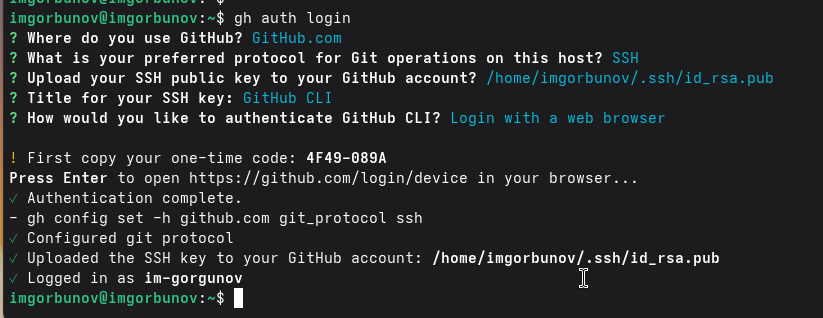 imgorbunov@imgorbunov:~$ gh auth login
? Where do you use GitHub? GitHub.com
? What is your preferred protocol for Git operations on this host? SSH
? Upload your SSH public key to your GitHub account? /home/imgorbunov/.ssh/id_rsa.pub
? Title for your SSH key: GitHub CLI
? How would you like to authenticate GitHub CLI? Login with a web browser
! First copy your one-time code: 4F49-089A
Press Enter to open https://github.com/login/device in your browser...
✓ Authentication complete.
- gh config set -h github.com git_protocol ssh
✓ Configured git protocol
✓ Uploaded the SSH key to your GitHub account: /home/imgorbunov/.ssh/id_rsa.pub
✓ Logged in as im-gorgunov
imgorbunov@imgorbunov:~$